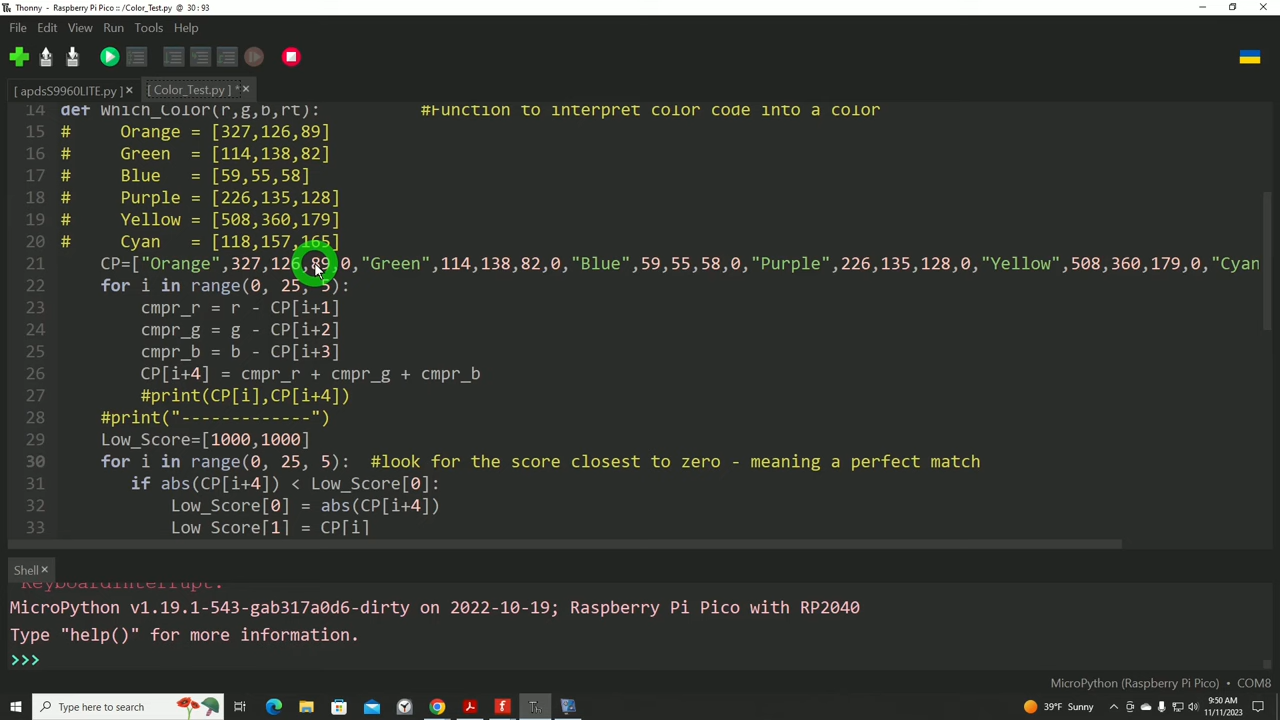 Thonny - Raspberry Pi Pico :: /Color_Test.py @ 30 : 93
File Edit View Run Tools Help
[ apdsS9960LITE.py ] × [ Color_Test.py ] * ×
14 def Which_Color(r,g,b,rt): #Function to interpret color code into a color
15 # Orange = [327,126,89]
16 # Green = [114,138,82]
17 # Blue = [59,55,58]
18 # Purple = [226,135,128]
19 # Yellow = [508,360,179]
20 # Cyan = [118,157,165]
21 CP=["Orange",327,126,89,0,"Green",114,138,82,0,"Blue",59,55,58,0,"Purple",226,135,128,0,"Yellow",508,360,179,0,"Cyan
22 for i in range(0, 25, 5):
23 cmpr_r = r - CP[i+1]
24 cmpr_g = g - CP[i+2]
25 cmpr_b = b - CP[i+3]
26 CP[i+4] = cmpr_r + cmpr_g + cmpr_b
27 #print(CP[i],CP[i+4])
28 #print("-------------")
29 Low_Score=[1000,1000]
30 for i in range(0, 25, 5): #look for the score closest to zero - meaning a perfect match
31 if abs(CP[i+4]) < Low_Score[0]:
32 Low_Score[0] = abs(CP[i+4])
33 Low_Score[1] = CP[i]
Shell ×
KeyboardInterrupt:
MicroPython v1.19.1-543-gab317a0d6-dirty on 2022-10-19; Raspberry Pi Pico with RP2040
Type "help()" for more information.
>>>
MicroPython (Raspberry Pi Pico) • COM8
Type here to search
39°F Sunny
9:50 AM
11/11/2023